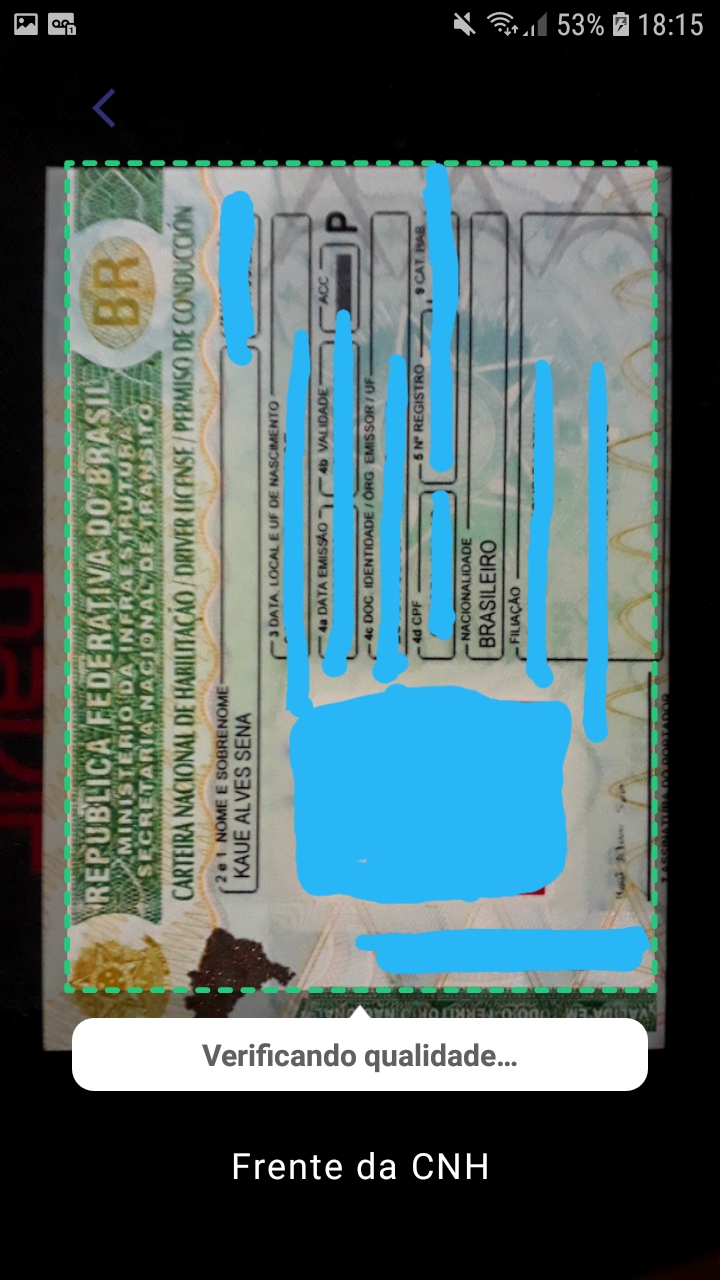 53% 18:15
BR
REPÚBLICA FEDERATIVA DO BRASIL
MINISTÉRIO DA INFRAESTRUTURA
SECRETARIA NACIONAL DE TRÂNSITO
CARTEIRA NACIONAL DE HABILITAÇÃO / DRIVER LICENSE / PERMISO DE CONDUCCIÓN
2 e 1 NOME E SOBRENOME
KAUE ALVES SENA
3 DATA, LOCAL E UF DE NASCIMENTO
4a DATA EMISSÃO
4b VALIDADE
ACC
P
4c DOC. IDENTIDADE / ÓRG. EMISSOR / UF
4d CPF
5 Nº REGISTRO
9 CAT. HAB.
NACIONALIDADE
BRASILEIRO
FILIAÇÃO
7 ASSINATURA DO PORTADOR
Verificando qualidade...
Frente da CNH